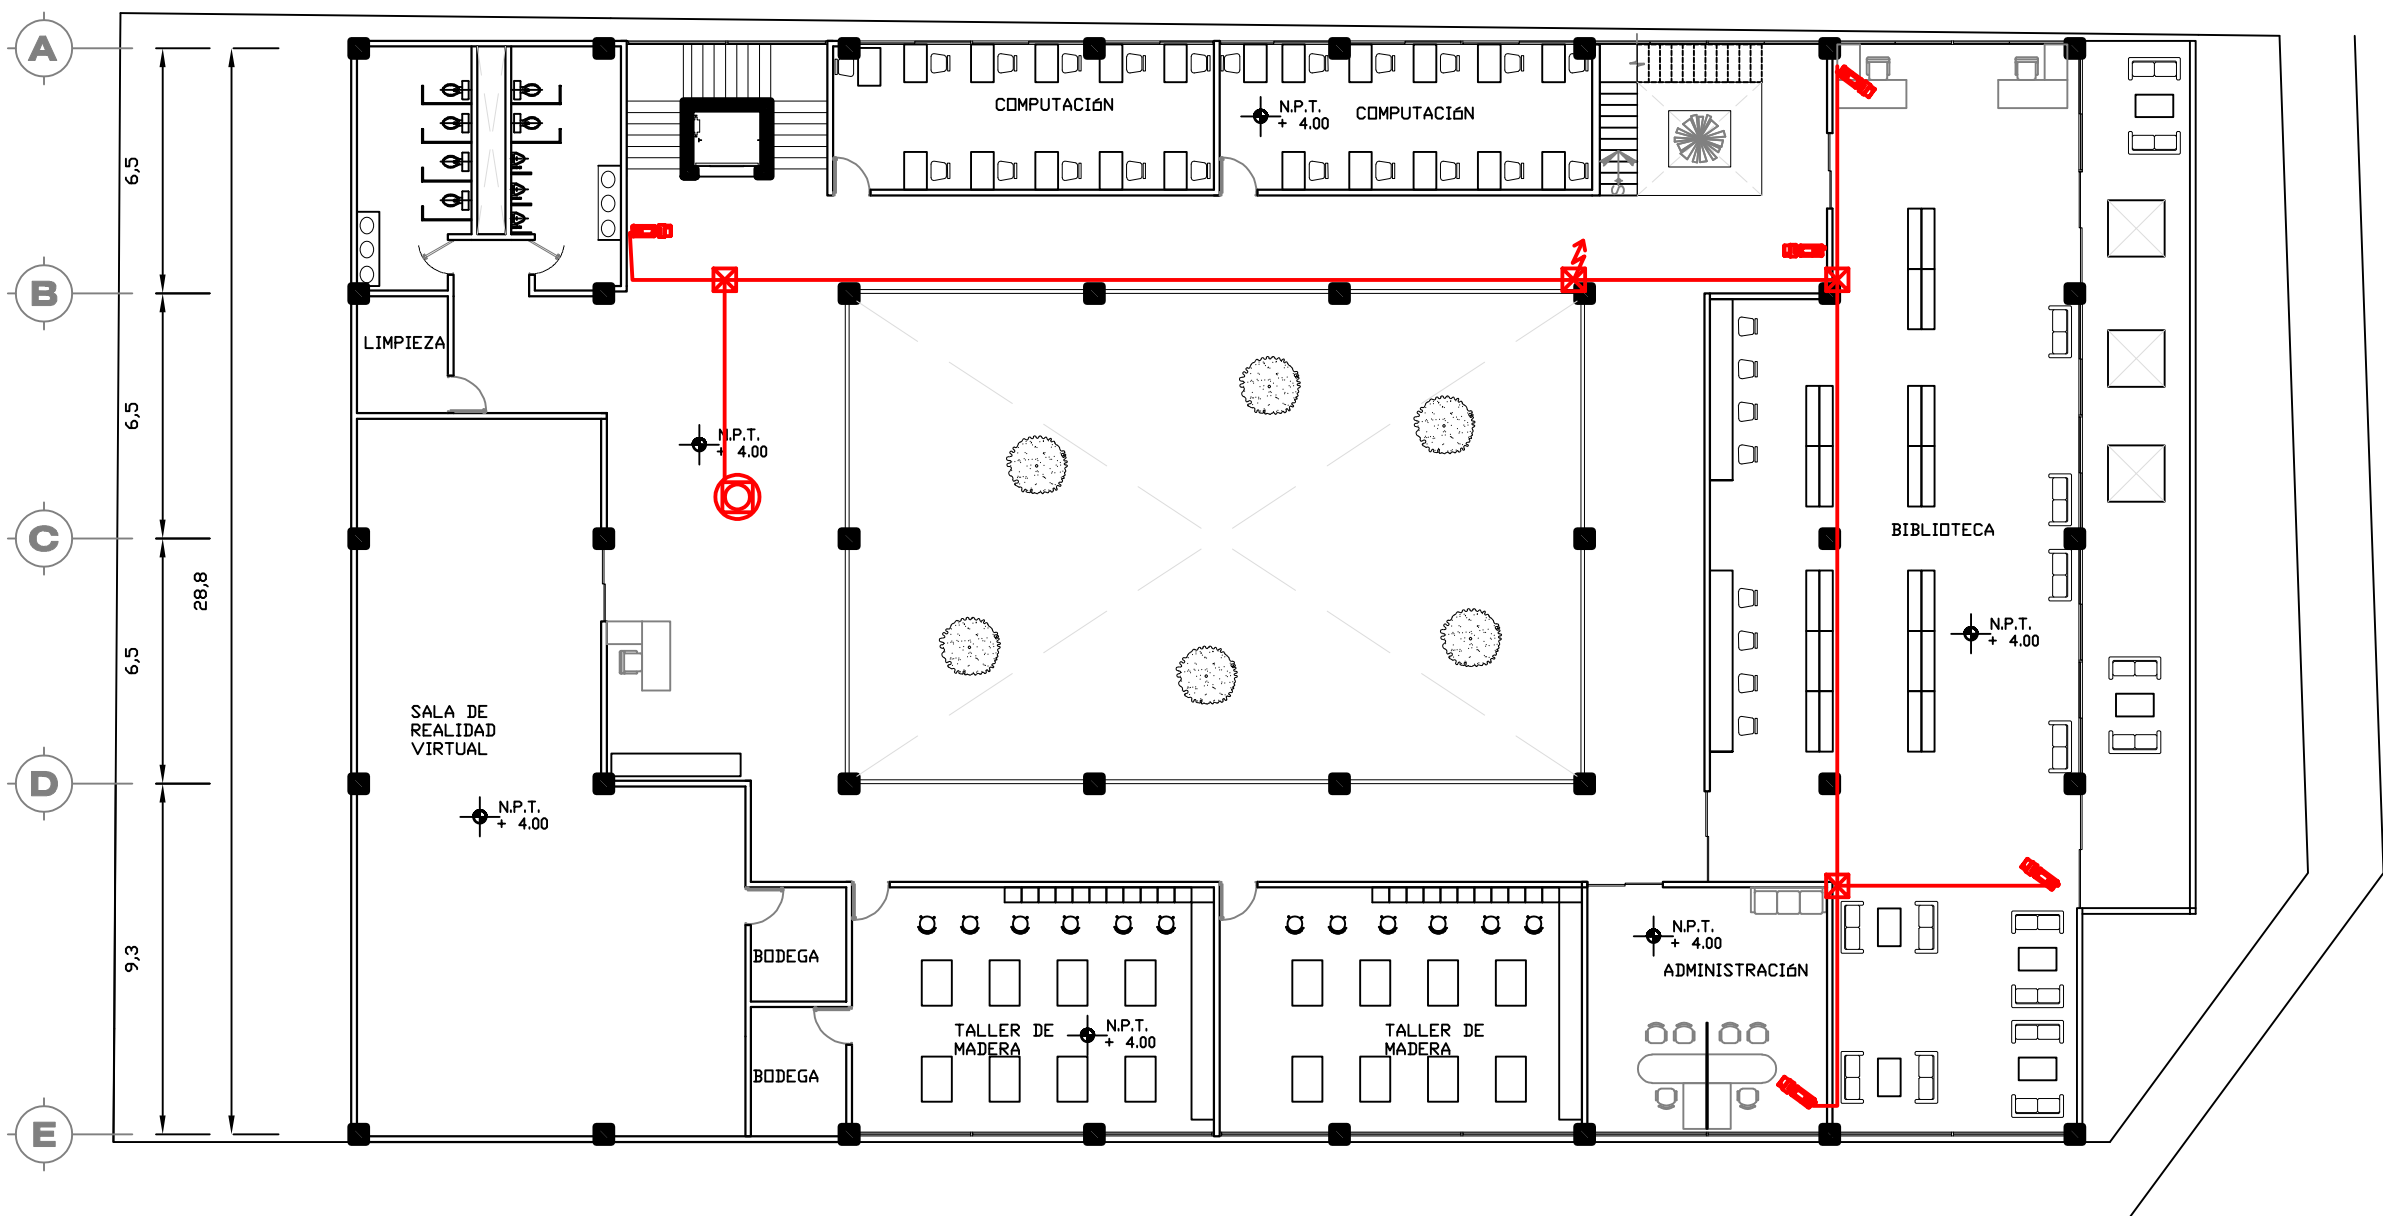 A
B
C
D
E
6,5
6,5
6,5
9,3
28,8
COMPUTACIóN
N.P.T.
+ 4.00
COMPUTACIóN
S
LIMPIEZA
N.P.T.
+ 4.00
BIBLIOTECA
N.P.T.
+ 4.00
SALA DE
REALIDAD
VIRTUAL
N.P.T.
+ 4.00
BODEGA
BODEGA
TALLER DE
MADERA
N.P.T.
+ 4.00
TALLER DE
MADERA
N.P.T.
+ 4.00
ADMINISTRACIóN